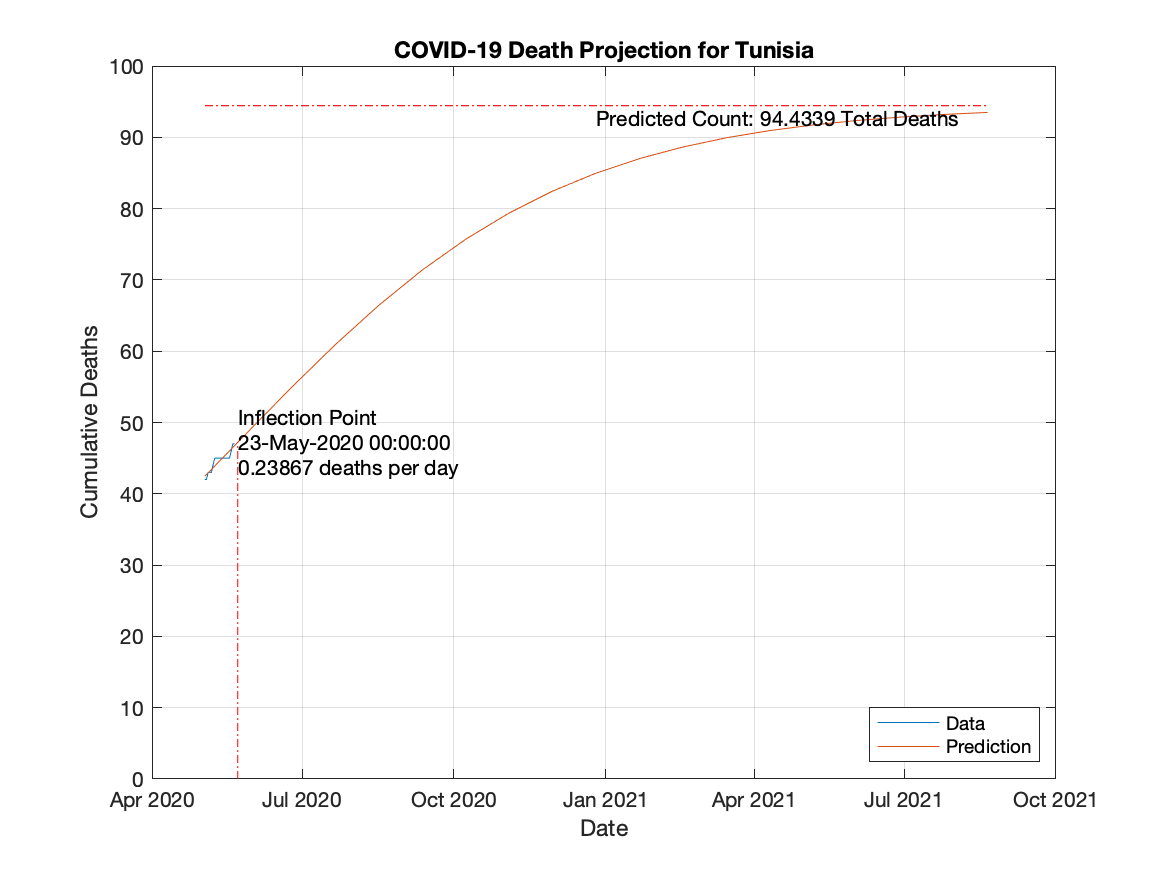 COVID-19 Death Projection for Tunisia
100
90
80
70
60
50
40
30
20
10
0
Cumulative Deaths
Predicted Count: 94.4339 Total Deaths
Inflection Point
23-May-2020 00:00:00
0.23867 deaths per day
Data
Prediction
Apr 2020
Jul 2020
Oct 2020
Jan 2021
Apr 2021
Jul 2021
Oct 2021
Date